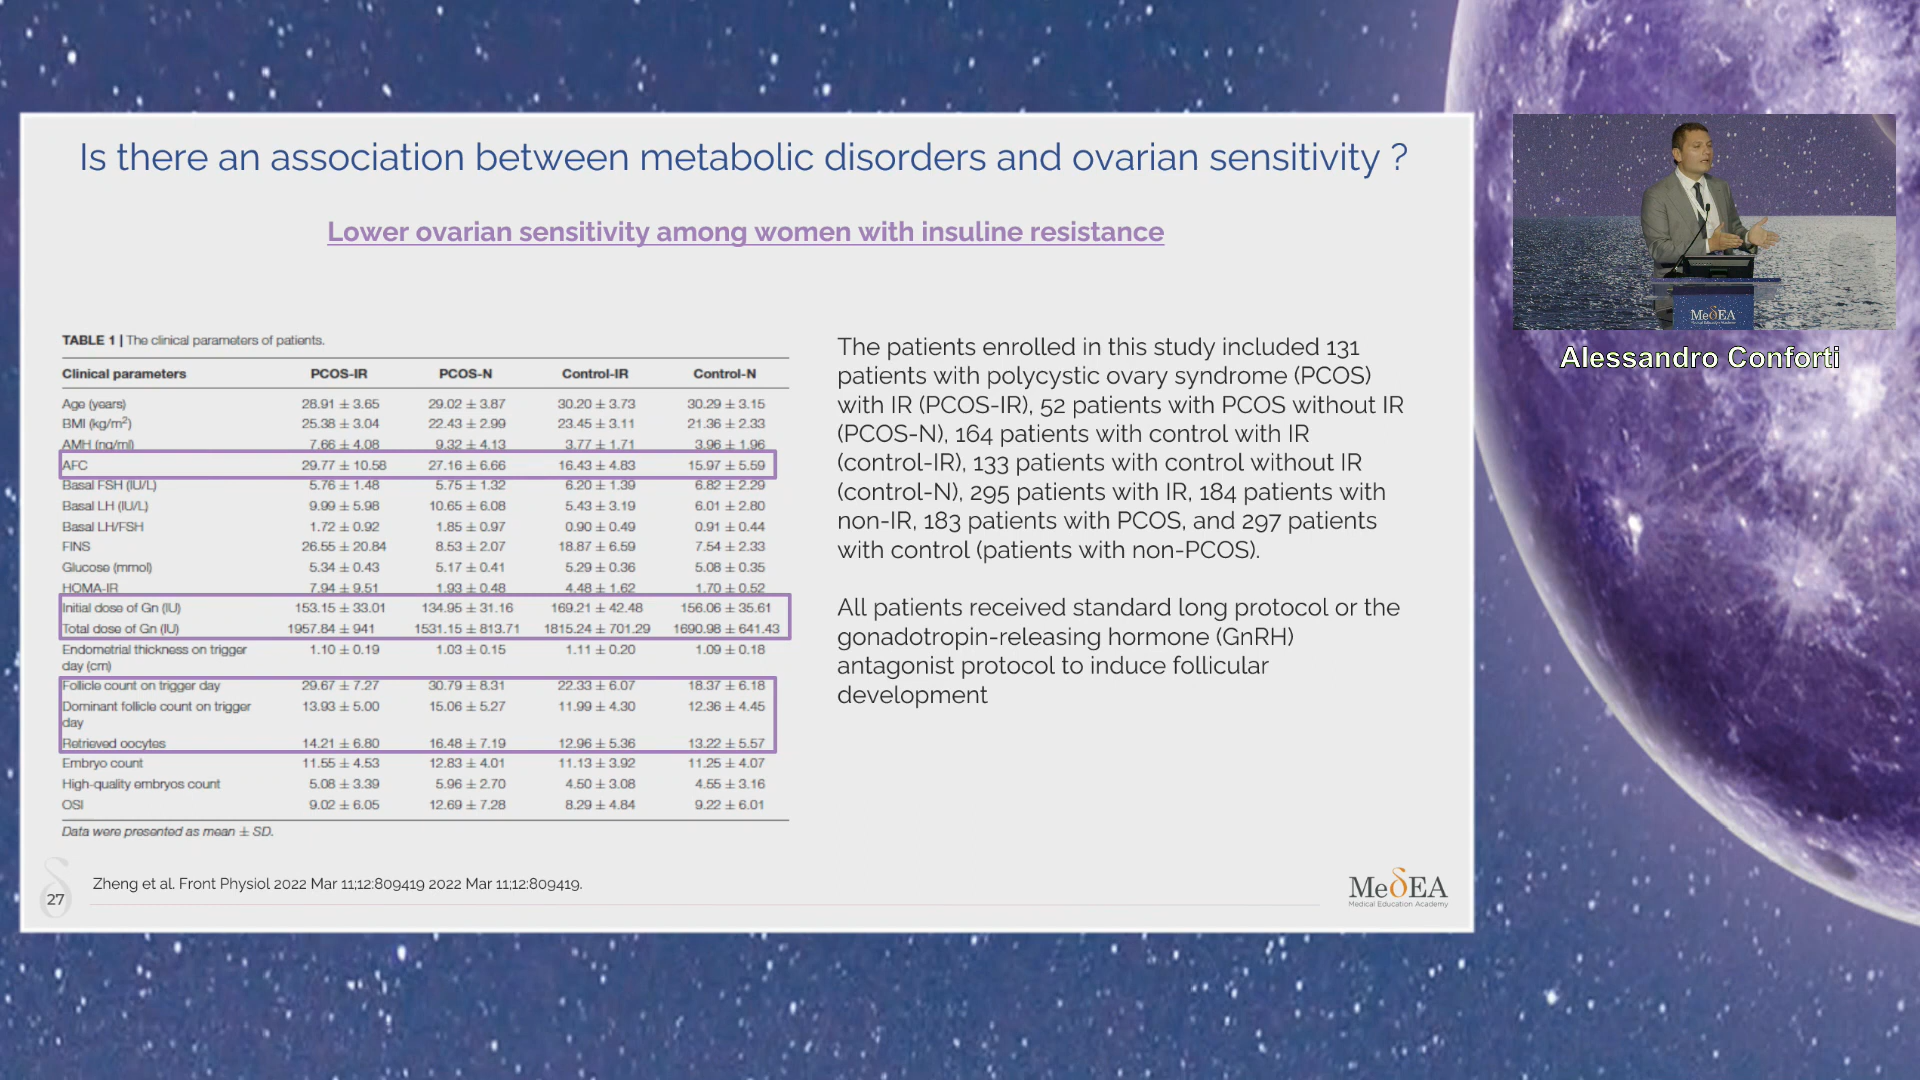 Is there an association between metabolic disorders and ovarian sensitivity ?
Lower ovarian sensitivity among women with insuline resistance
TABLE 1 | The clinical parameters of patients.
Clinical parameters PCOS-IR PCOS-N Control-IR Control-N
Age (years) 28.91 ± 3.65 29.02 ± 3.87 30.20 ± 3.73 30.29 ± 3.15
BMI (kg/m²) 25.38 ± 3.04 22.43 ± 2.99 23.45 ± 3.11 21.36 ± 2.33
AMH (ng/ml) 7.66 ± 4.08 9.32 ± 4.13 3.77 ± 1.71 3.96 ± 1.96
AFC 29.77 ± 10.58 27.16 ± 6.66 16.43 ± 4.83 15.97 ± 5.59
Basal FSH (IU/L) 5.76 ± 1.48 5.75 ± 1.32 6.20 ± 1.39 6.82 ± 2.29
Basal LH (IU/L) 9.99 ± 5.98 10.65 ± 6.08 5.43 ± 3.19 6.01 ± 2.80
Basal LH/FSH 1.72 ± 0.92 1.85 ± 0.97 0.90 ± 0.49 0.91 ± 0.44
FINS 26.55 ± 20.84 8.53 ± 2.07 18.87 ± 6.59 7.54 ± 2.33
Glucose (mmol) 5.34 ± 0.43 5.17 ± 0.41 5.29 ± 0.36 5.08 ± 0.35
HOMA-IR 7.94 ± 9.51 1.93 ± 0.48 4.48 ± 1.62 1.70 ± 0.52
Initial dose of Gn (IU) 153.15 ± 33.01 134.95 ± 31.16 169.21 ± 42.48 156.06 ± 35.61
Total dose of Gn (IU) 1957.84 ± 941 1531.15 ± 813.71 1815.24 ± 701.29 1690.98 ± 641.43
Endometrial thickness on trigger 1.10 ± 0.19 1.03 ± 0.15 1.11 ± 0.20 1.09 ± 0.18
day (cm)
Follicle count on trigger day 29.67 ± 7.27 30.79 ± 8.31 22.33 ± 6.07 18.37 ± 6.18
Dominant follicle count on trigger 13.93 ± 5.00 15.06 ± 5.27 11.99 ± 4.30 12.36 ± 4.45
day
Retrieved oocytes 14.21 ± 6.80 16.48 ± 7.19 12.96 ± 5.36 13.22 ± 5.57
Embryo count 11.55 ± 4.53 12.83 ± 4.01 11.13 ± 3.92 11.25 ± 4.07
High-quality embryos count 5.08 ± 3.39 5.96 ± 2.70 4.50 ± 3.08 4.55 ± 3.16
OSI 9.02 ± 6.05 12.69 ± 7.28 8.29 ± 4.84 9.22 ± 6.01
Data were presented as mean ± SD.
The patients enrolled in this study included 131
patients with polycystic ovary syndrome (PCOS)
with IR (PCOS-IR), 52 patients with PCOS without IR
(PCOS-N), 164 patients with control with IR
(control-IR), 133 patients with control without IR
(control-N), 295 patients with IR, 184 patients with
non-IR, 183 patients with PCOS, and 297 patients
with control (patients with non-PCOS).
All patients received standard long protocol or the
gonadotropin-releasing hormone (GnRH)
antagonist protocol to induce follicular
development
27
Zheng et al. Front Physiol 2022 Mar 11;12:809419 2022 Mar 11;12:809419.
MeδEA
Medical Education Academy
MeδEA
Medical Education Academy
Alessandro Conforti